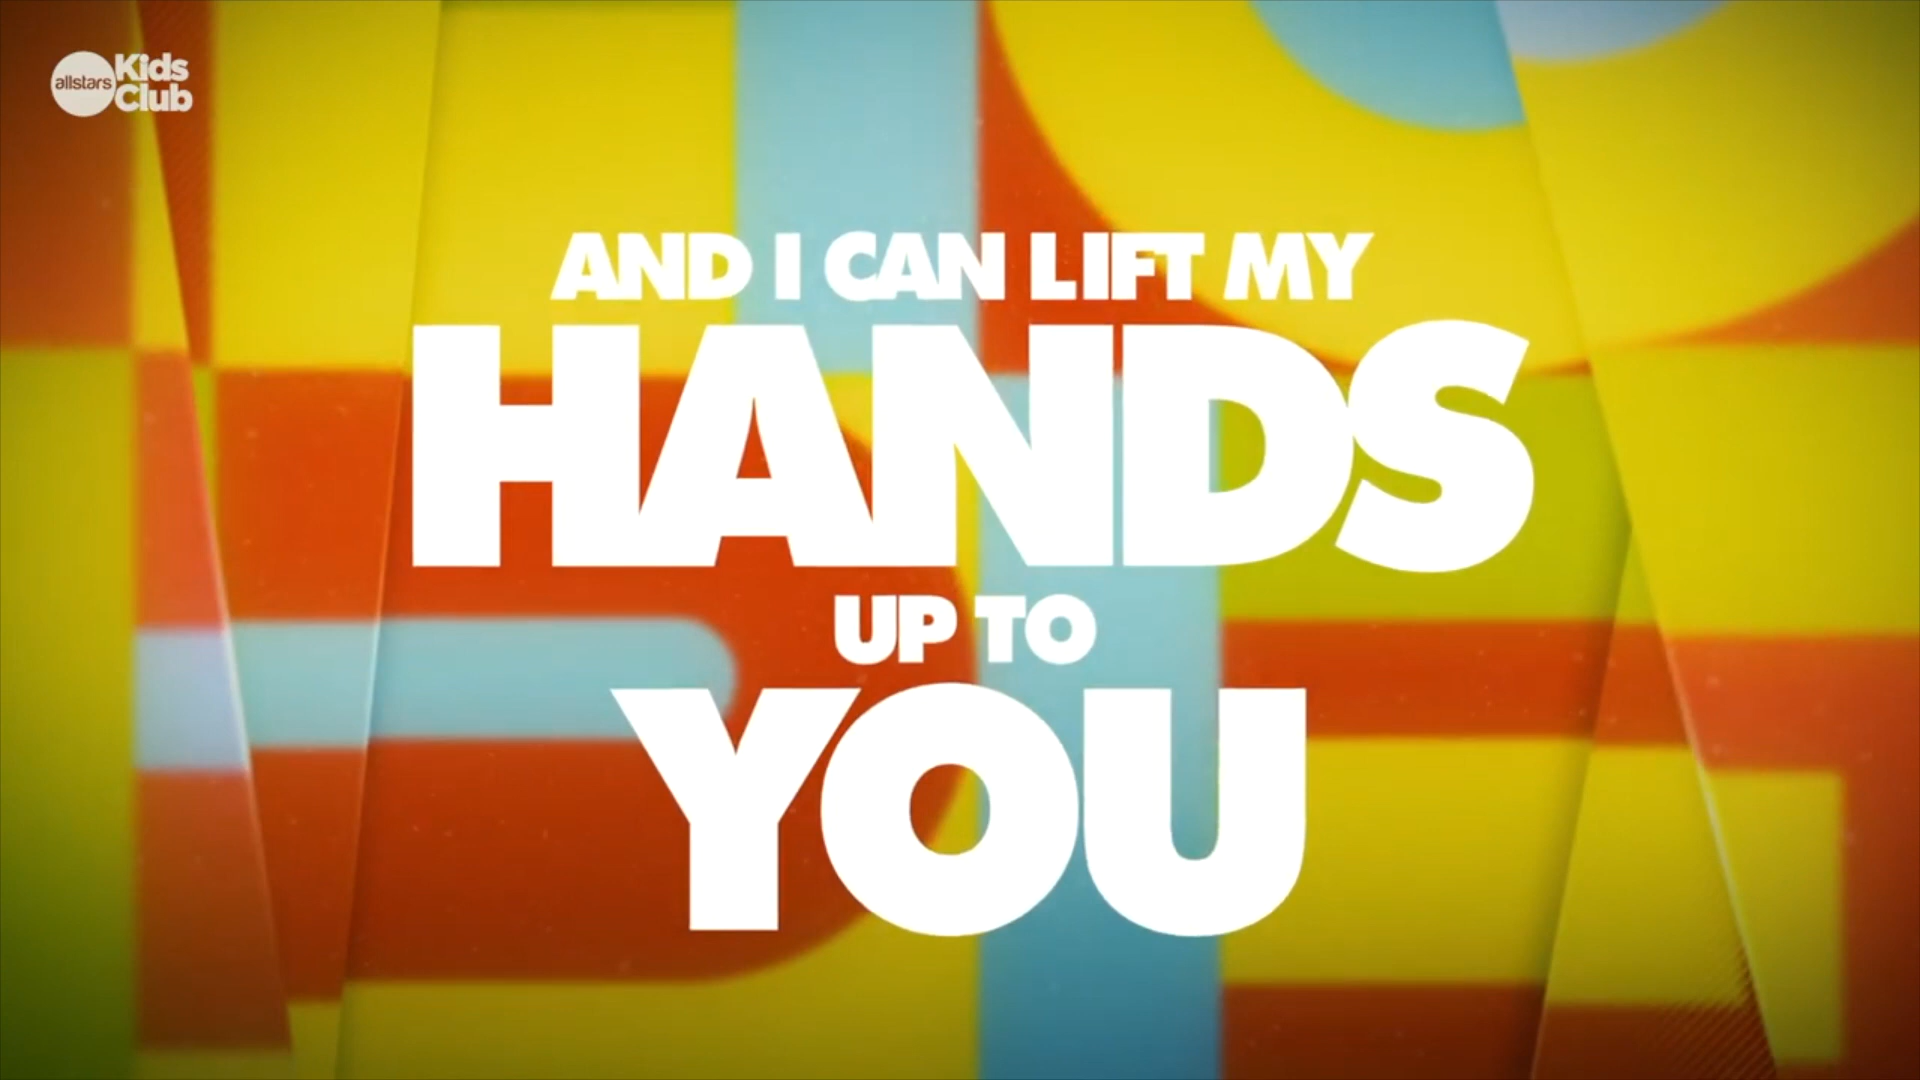 allstars
Kids
Club
AND I CAN LIFT MY
HANDS
UP TO
YOU